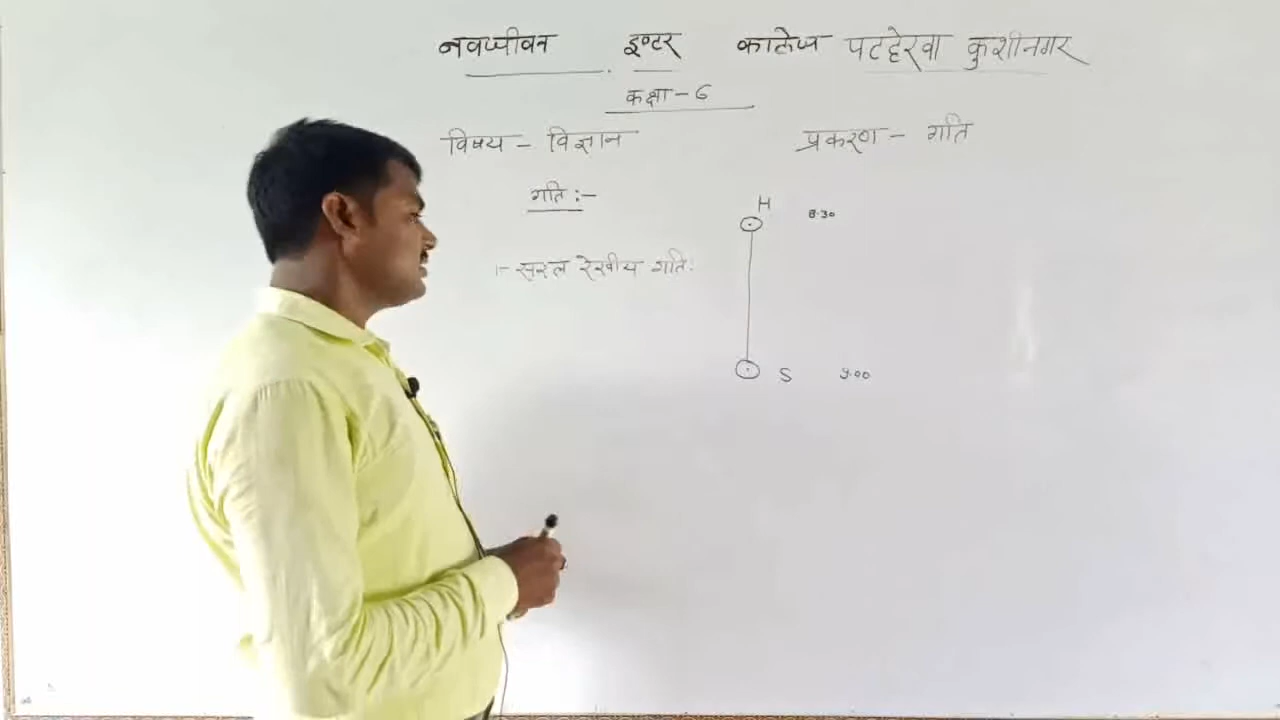 नवजीवन इण्टर कालेज पटहेरवा कुशीनगर
कक्षा - 6
विषय - विज्ञान प्रकरण - गति
गति :-
H 8.30
1- सरल रेखीय गति:
S 9.00